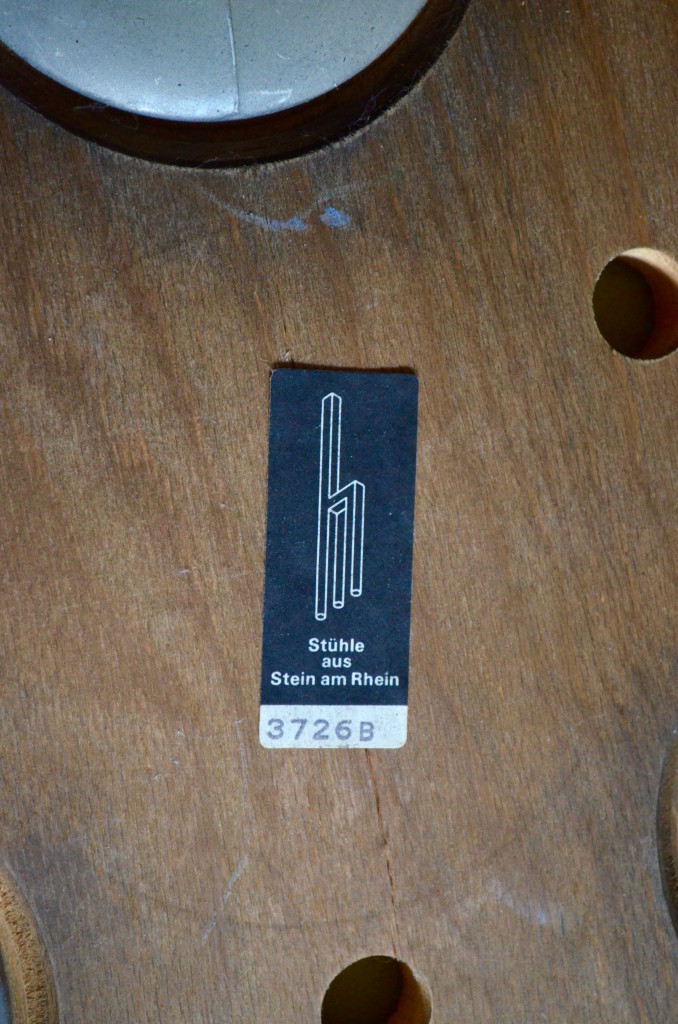 Stühle
aus
Stein am Rhein
3726B